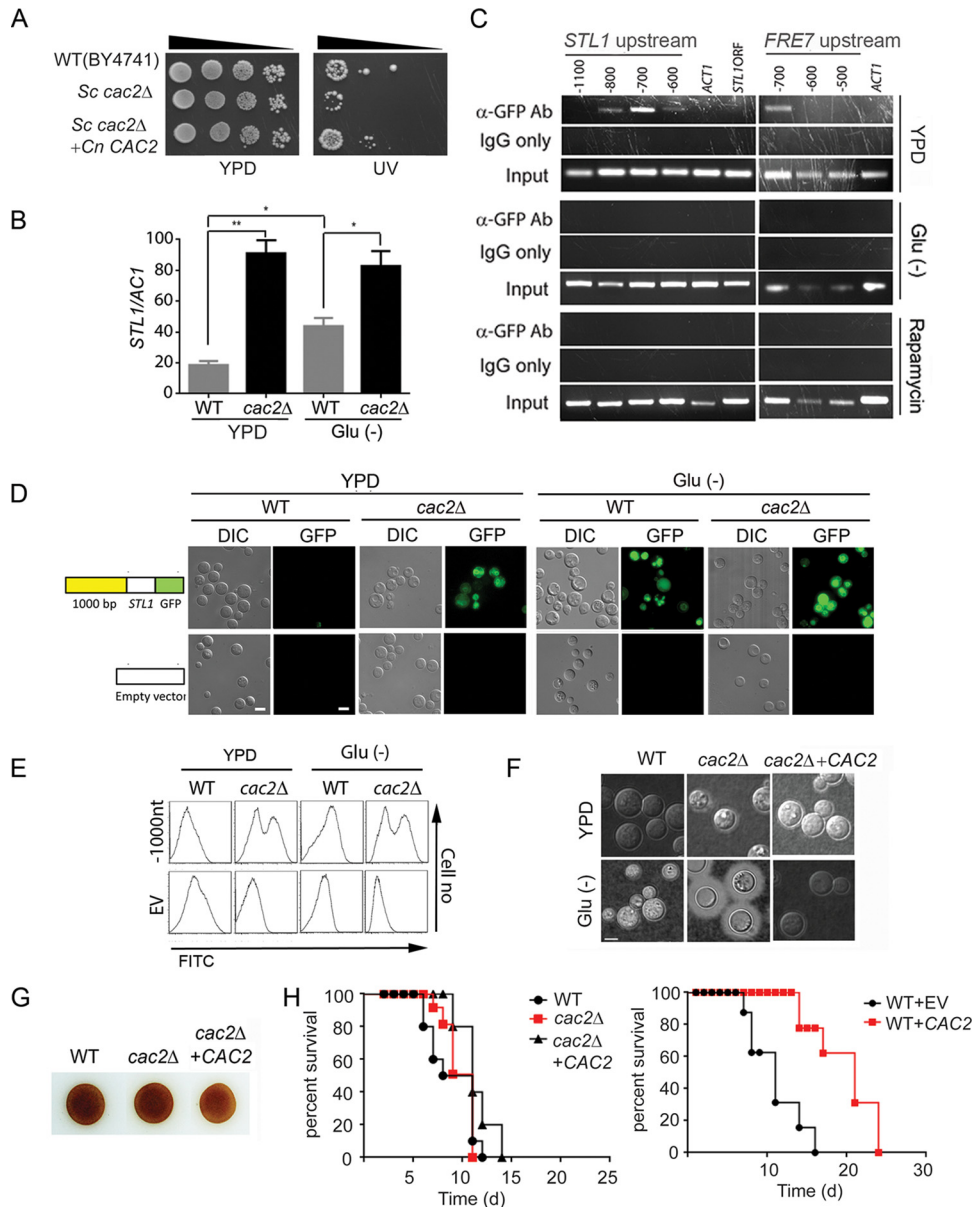 A
WT(BY4741)
Sc cac2Δ
Sc cac2Δ
+Cn CAC2
YPD
UV
B
STL1/AC1
100
80
60
40
20
0
**
*
*
WT
cac2Δ
WT
cac2Δ
YPD
Glu (-)
C
STL1 upstream
FRE7 upstream
-1100
-800
-700
-600
ACT1
STL1ORF
-700
-600
-500
ACT1
α-GFP Ab
IgG only
Input
YPD
α-GFP Ab
IgG only
Input
Glu (-)
α-GFP Ab
IgG only
Input
Rapamycin
D
YPD
Glu (-)
WT
cac2Δ
WT
cac2Δ
DIC
GFP
DIC
GFP
DIC
GFP
DIC
GFP
1000 bp
STL1
GFP
Empty vector
E
YPD
Glu (-)
WT
cac2Δ
WT
cac2Δ
-1000nt
EV
Cell no
FITC
F
WT
cac2Δ
cac2Δ+CAC2
YPD
Glu (-)
G
WT
cac2Δ
cac2Δ
+CAC2
H
percent survival
100
80
60
40
20
0
5
10
15
20
25
Time (d)
WT
cac2Δ
cac2Δ
+CAC2
percent survival
100
80
60
40
20
0
10
20
30
Time (d)
WT+EV
WT+CAC2